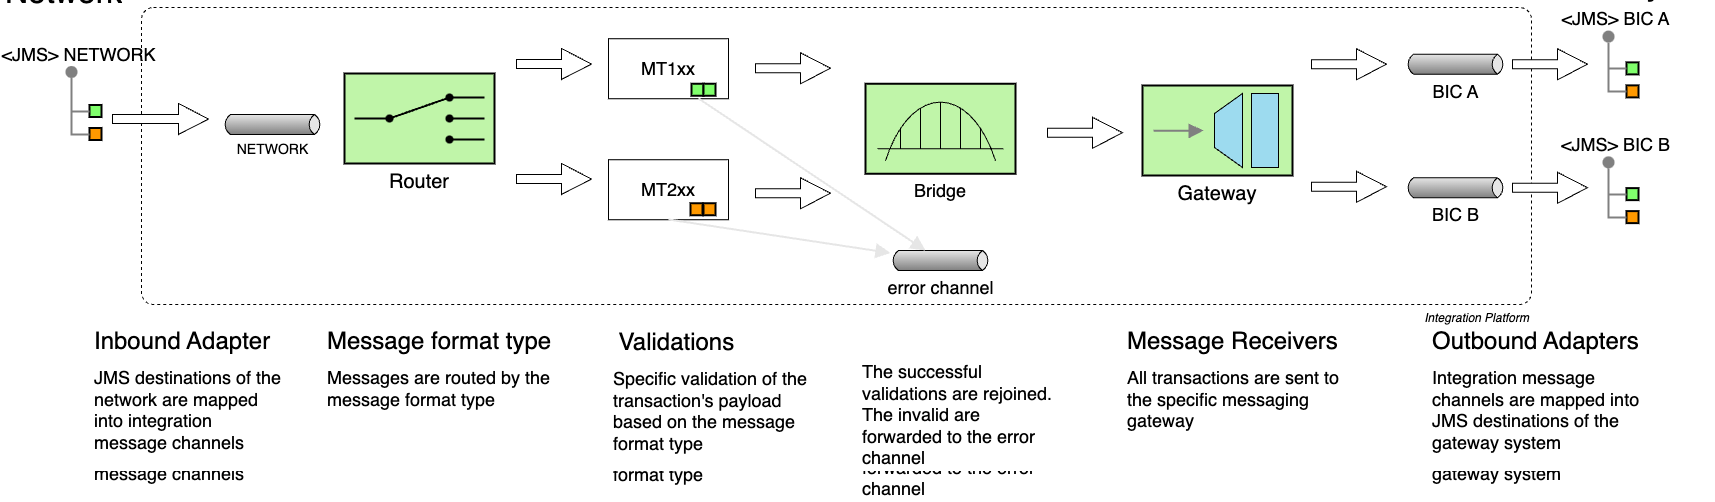 Network
<JMS> NETWORK
NETWORK
Router
MT1xx
MT2xx
Bridge
error channel
Gateway
BIC A
BIC B
<JMS> BIC A
<JMS> BIC B
Integration Platform
Inbound Adapter
JMS destinations of the
network are mapped
into integration
message channels
message channels
Message format type
Messages are routed by the
message format type
Validations
Specific validation of the
transaction's payload
based on the message
format type
format type
The successful
validations are rejoined.
The invalid are
forwarded to the error
channel
forwarded to the error
channel
Message Receivers
All transactions are sent to
the specific messaging
gateway
Outbound Adapters
Integration message
channels are mapped into
JMS destinations of the
gateway system
gateway system